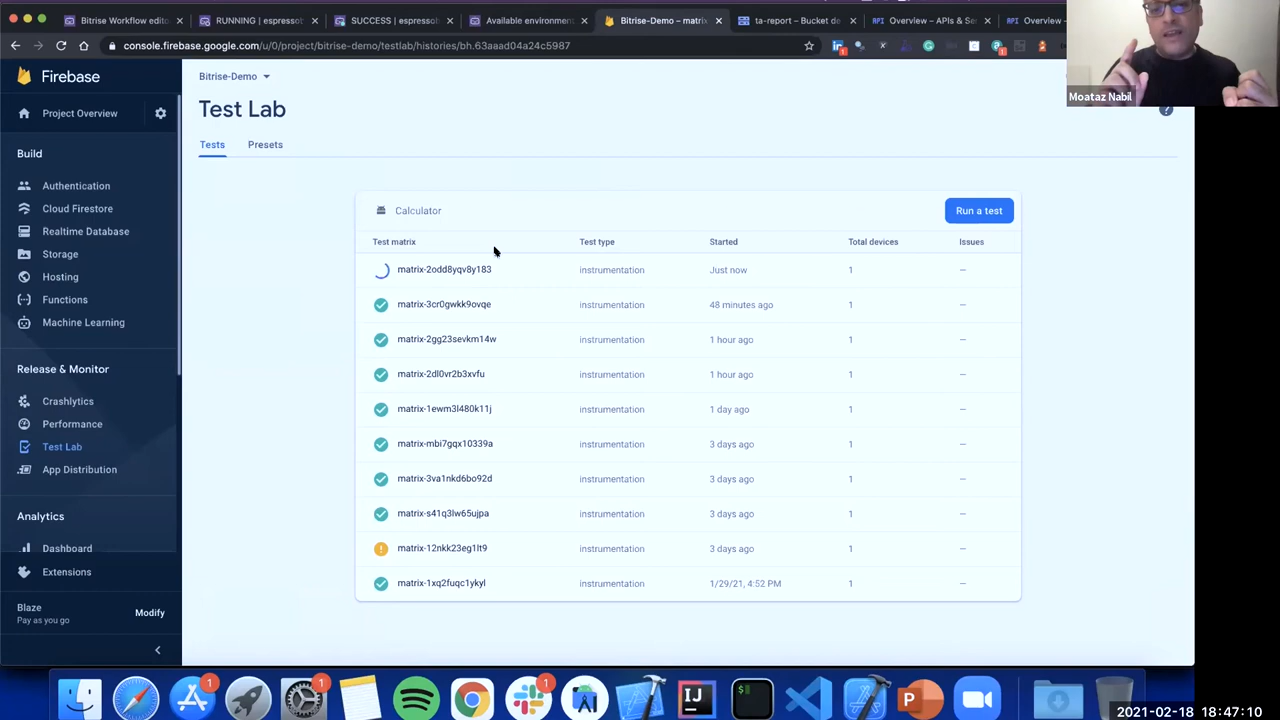 Bitrise Workflow editor
RUNNING | espresso
SUCCESS | espresso
Available environmen
Bitrise-Demo – matrix
ta-report – Bucket de
Overview – APIs & Se
Overview –
console.firebase.google.com/u/0/project/bitrise-demo/testlab/histories/bh.63aaad04a24c5987
Moataz Nabil
Firebase
Project Overview
Build
Authentication
Cloud Firestore
Realtime Database
Storage
Hosting
Functions
Machine Learning
Release & Monitor
Crashlytics
Performance
Test Lab
App Distribution
Analytics
Dashboard
Extensions
Blaze
Pay as you go
Modify
Bitrise-Demo
Test Lab
Tests Presets
Calculator
Run a test
Test matrix Test type Started Total devices Issues
matrix-2odd8yqv8y183 instrumentation Just now 1 –
matrix-3cr0gwkk9ovqe instrumentation 48 minutes ago 1 –
matrix-2gg23sevkm14w instrumentation 1 hour ago 1 –
matrix-2dl0vr2b3xvfu instrumentation 1 hour ago 1 –
matrix-1ewm3l480k11j instrumentation 1 day ago 1 –
matrix-mbi7gqx10339a instrumentation 3 days ago 1 –
matrix-3va1nkd6bo92d instrumentation 3 days ago 1 –
matrix-s41q3lw65ujpa instrumentation 3 days ago 1 –
matrix-12nkk23eg1lt9 instrumentation 3 days ago 1 –
matrix-1xq2fuqc1ykyl instrumentation 1/29/21, 4:52 PM 1 –
2021-02-18 18:47:10